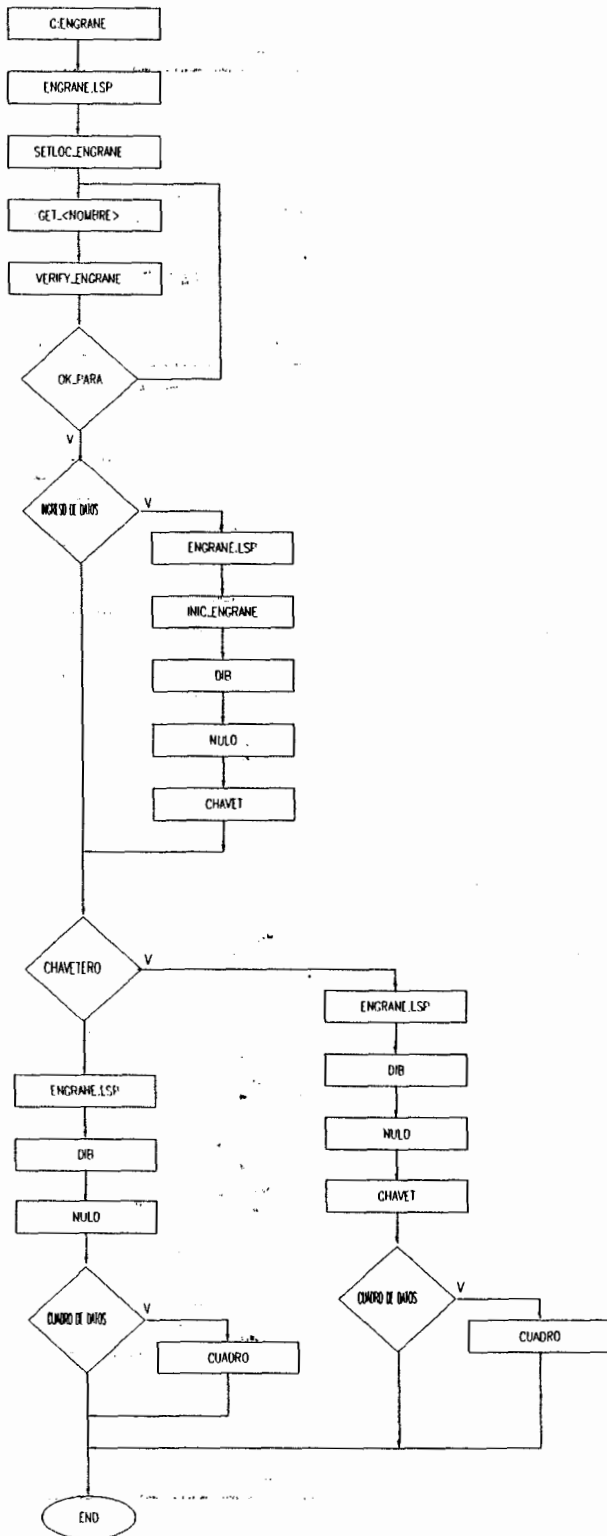 C:ENGRANE
ENGRANE.LSP
SETLOC_ENGRANE
GET_<NOMBRE>
VERIFY_ENGRANE
OK_PARA
V
INGRESO DE DATOS
V
ENGRANE.LSP
INIC_ENGRANE
DIB
NULO
CHAVET
CHAVETERO
V
ENGRANE.LSP
DIB
NULO
CHAVET
CUADRO DE DATOS
V
CUADRO
ENGRANE.LSP
DIB
NULO
CUADRO DE DATOS
V
CUADRO
END